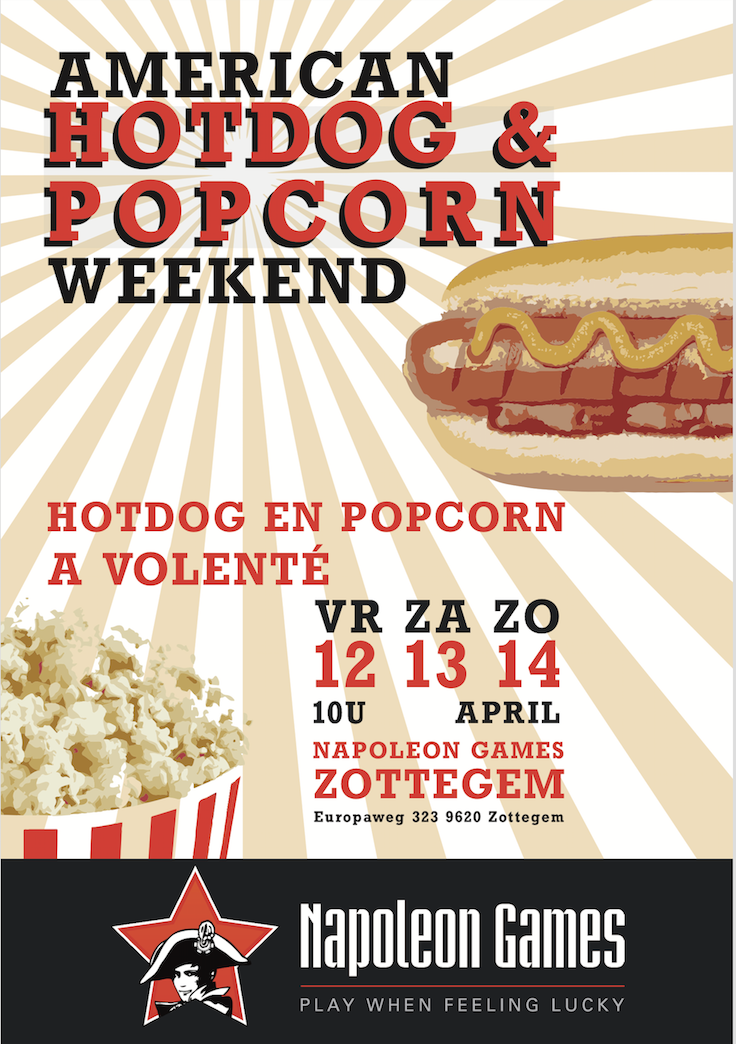 AMERICAN
HOTDOG &
POPCORN
WEEKEND
HOTDOG EN POPCORN
A VOLENTÉ
VR ZA ZO
12 13 14
10U APRIL
NAPOLEON GAMES
ZOTTEGEM
Europaweg 323 9620 Zottegem
Napoleon Games
PLAY WHEN FEELING LUCKY